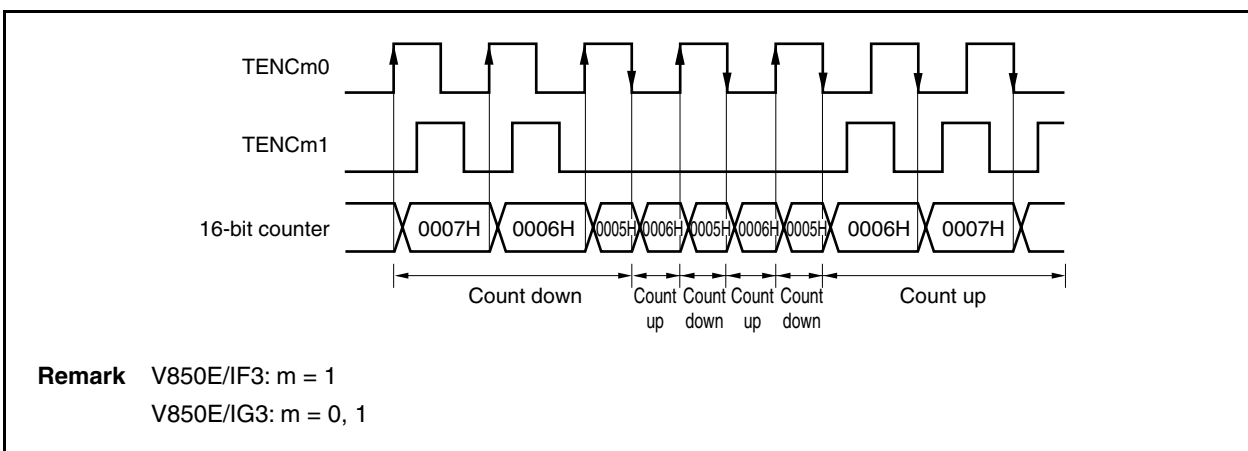 TENCm0
TENCm1
16-bit counter
0007H 0006H 0005H 0006H 0005H 0006H 0005H 0006H 0007H
Count down Count up Count down Count up Count down Count up
Remark V850E/IF3: m = 1
V850E/IG3: m = 0, 1